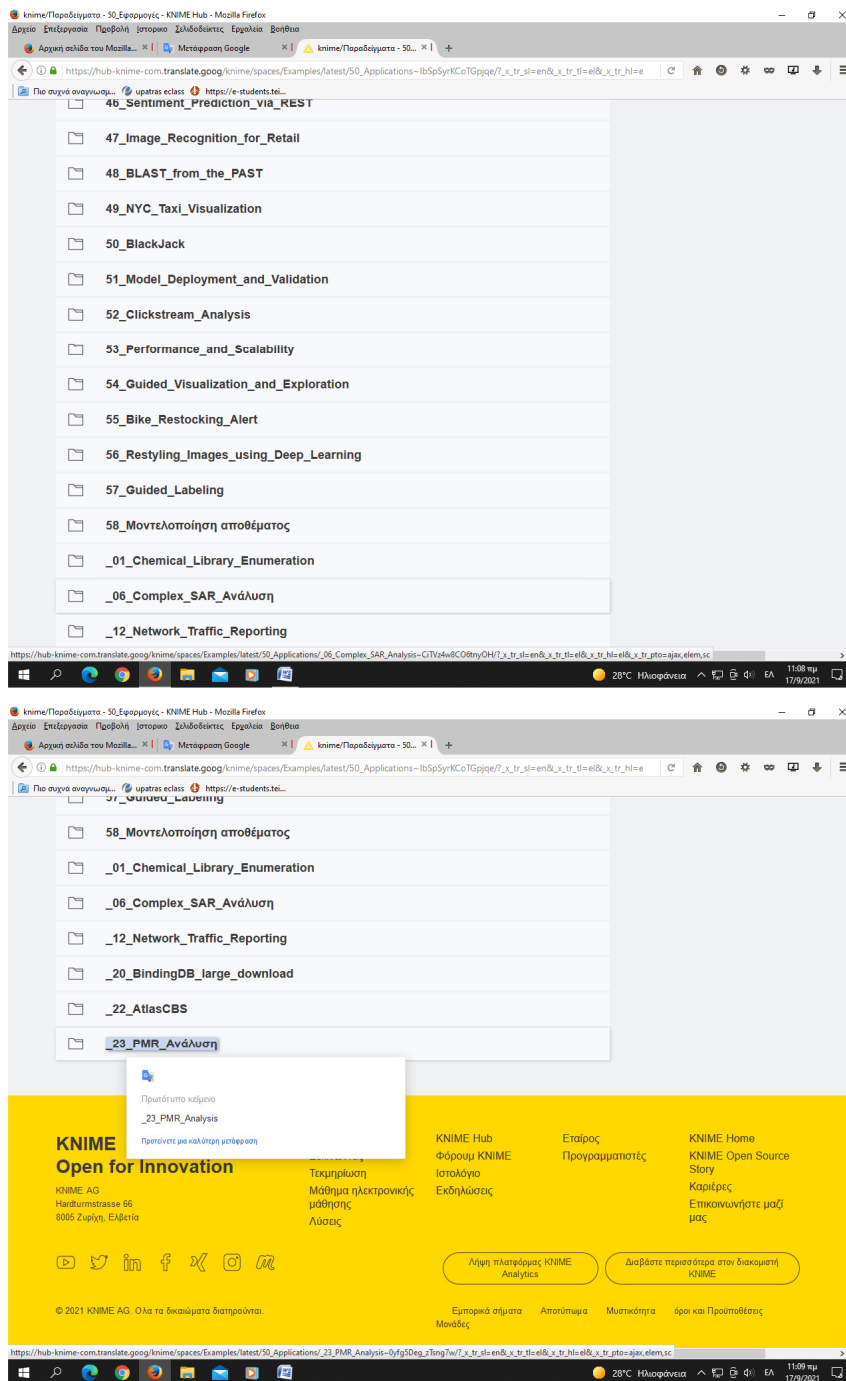 knime/Παραδείγματα - 50_Εφαρμογές - KNIME Hub - Mozilla Firefox
Αρχείο Επεξεργασία Προβολή Ιστορικο Σελιδοδείκτες Εργαλεία Βοήθεια
Αρχική σελίδα του Mozilla... Μετάφραση Google knime/Παραδείγματα - 50...
https://hub-knime-com.translate.goog/knime/spaces/Examples/latest/50_Applications~IbSpSyrKCoTGpjqe/?_x_tr_sl=en&_x_tr_tl=el&_x_tr_hl=e
Πιο συχνά αναγνωσμ... upatras eclass https://e-students.tei...
46_Sentiment_Prediction_via_REST
47_Image_Recognition_for_Retail
48_BLAST_from_the_PAST
49_NYC_Taxi_Visualization
50_BlackJack
51_Model_Deployment_and_Validation
52_Clickstream_Analysis
53_Performance_and_Scalability
54_Guided_Visualization_and_Exploration
55_Bike_Restocking_Alert
56_Restyling_Images_using_Deep_Learning
57_Guided_Labeling
58_Μοντελοποίηση αποθέματος
_01_Chemical_Library_Enumeration
_06_Complex_SAR_Ανάλυση
_12_Network_Traffic_Reporting
https://hub-knime-com.translate.goog/knime/spaces/Examples/latest/50_Applications/_06_Complex_SAR_Analysis~CiTVz4w8CO6tnyOH/?_x_tr_sl=en&_x_tr_tl=el&_x_tr_hl=el&_x_tr_pto=ajax,elem,sc
28°C Ηλιοφάνεια ΕΛ 11:08 πμ
17/9/2021
knime/Παραδείγματα - 50_Εφαρμογές - KNIME Hub - Mozilla Firefox
Αρχείο Επεξεργασία Προβολή Ιστορικο Σελιδοδείκτες Εργαλεία Βοήθεια
Αρχική σελίδα του Mozilla... Μετάφραση Google knime/Παραδείγματα - 50...
https://hub-knime-com.translate.goog/knime/spaces/Examples/latest/50_Applications~IbSpSyrKCoTGpjqe/?_x_tr_sl=en&_x_tr_tl=el&_x_tr_hl=e
Πιο συχνά αναγνωσμ... upatras eclass https://e-students.tei...
57_Guided_Labeling
58_Μοντελοποίηση αποθέματος
_01_Chemical_Library_Enumeration
_06_Complex_SAR_Ανάλυση
_12_Network_Traffic_Reporting
_20_BindingDB_large_download
_22_AtlasCBS
_23_PMR_Ανάλυση
Πρωτότυπο κείμενο
_23_PMR_Analysis
Προτείνετε μια καλύτερη μετάφραση
KNIME
Open for Innovation
KNIME AG
Hardturmstrasse 66
8005 Ζυρίχη, Ελβετία
Τεκμηρίωση
Μάθημα ηλεκτρονικής
μάθησης
Λύσεις
KNIME Hub
Φόρουμ KNIME
Ιστολόγιο
Εκδηλώσεις
Εταίρος
Προγραμματιστές
KNIME Home
KNIME Open Source
Story
Καριέρες
Επικοινωνήστε μαζί
μας
Λήψη πλατφόρμας KNIME
Analytics
Διαβάστε περισσότερα στον διακομιστή
KNIME
© 2021 KNIME AG. Ολα τα δικαιώματα διατηρούνται.
Εμπορικά σήματα Αποτύπωμα Μυστικότητα όροι και Προϋποθέσεις
Μονάδες
https://hub-knime-com.translate.goog/knime/spaces/Examples/latest/50_Applications/_23_PMR_Analysis~0yfg5Deg_zTsng7w/?_x_tr_sl=en&_x_tr_tl=el&_x_tr_hl=el&_x_tr_pto=ajax,elem,sc
28°C Ηλιοφάνεια ΕΛ 11:09 πμ
17/9/2021